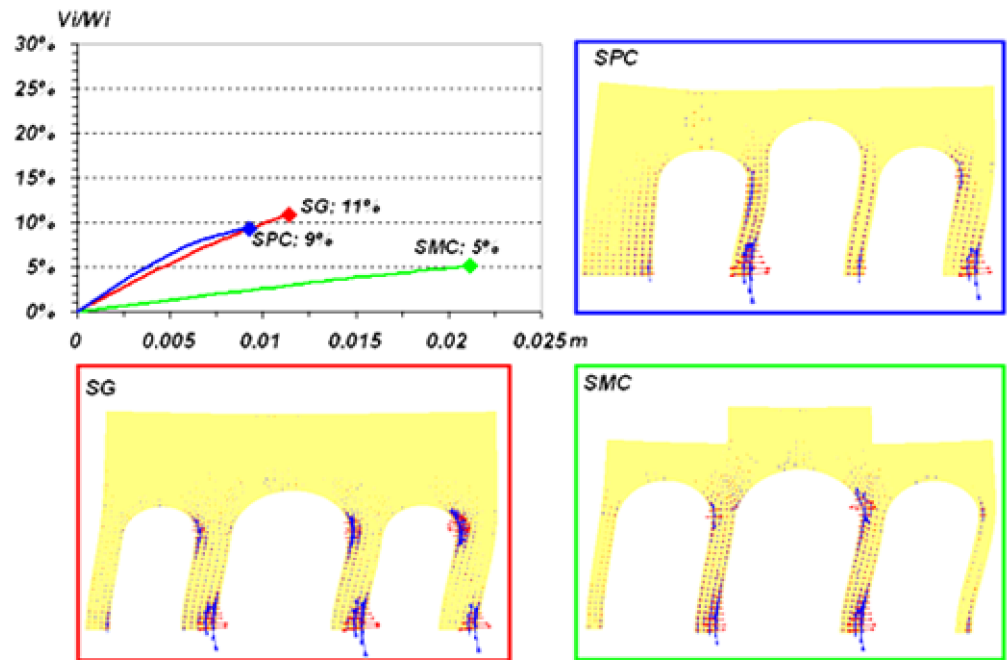 Vi/Wi
30%
25%
20%
15%
10%
5%
0%
SG; 11%
SPC; 9%
SMC; 5%
0 0.005 0.01 0.015 0.02 0.025 m
SPC
SG
SMC